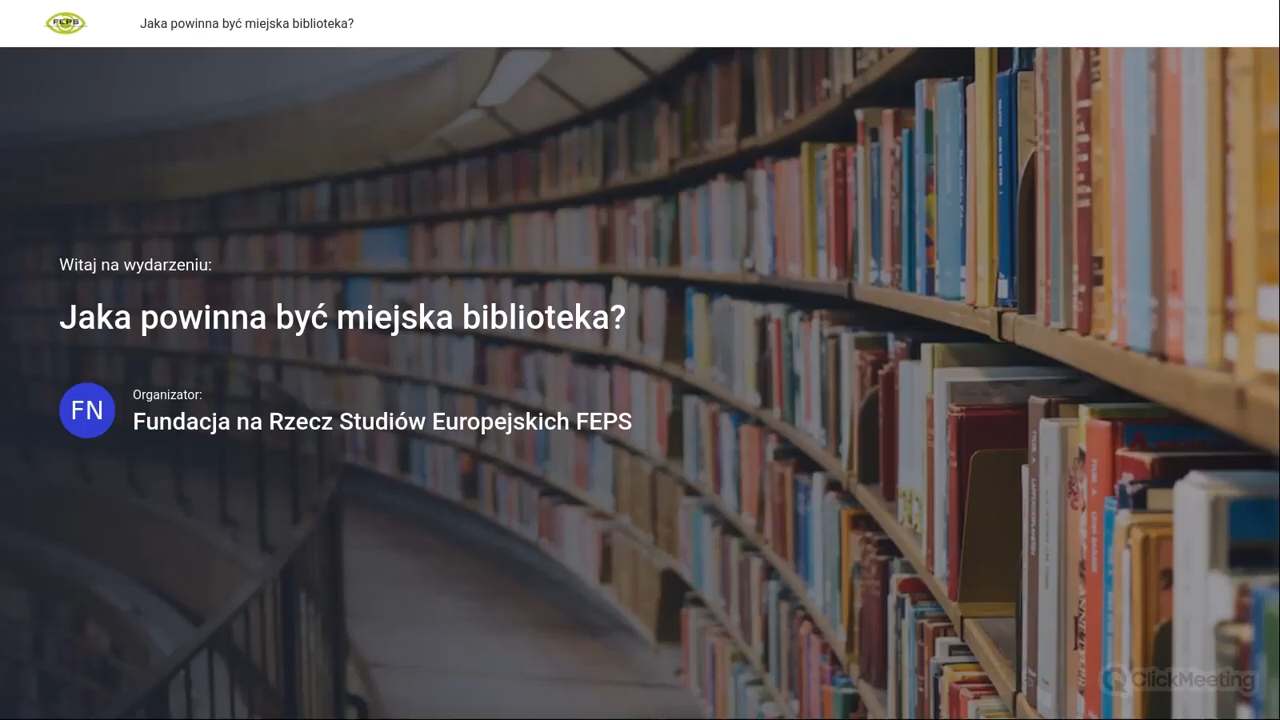 FEPS
Jaka powinna być miejska biblioteka?
Witaj na wydarzeniu:
Jaka powinna być miejska biblioteka?
FN
Organizator:
Fundacja na Rzecz Studiów Europejskich FEPS
ClickMeeting